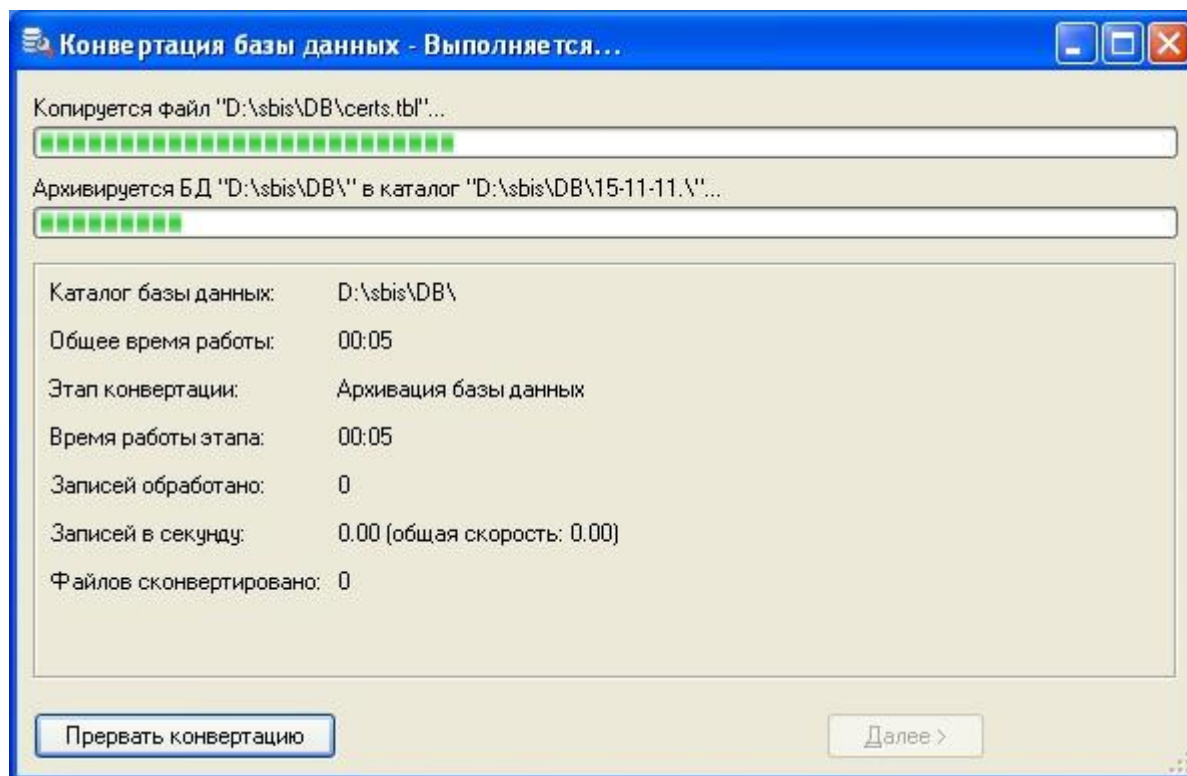 Конвертация базы данных - Выполняется...
Копируется файл "D:\sbis\DB\certs.tbl"...
Архивируется БД "D:\sbis\DB\" в каталог "D:\sbis\DB\15-11-11.\"...
Каталог базы данных: D:\sbis\DB\
Общее время работы: 00:05
Этап конвертации: Архивация базы данных
Время работы этапа: 00:05
Записей обработано: 0
Записей в секунду: 0.00 (общая скорость: 0.00)
Файлов сконвертировано: 0
Прервать конвертацию
Далее >